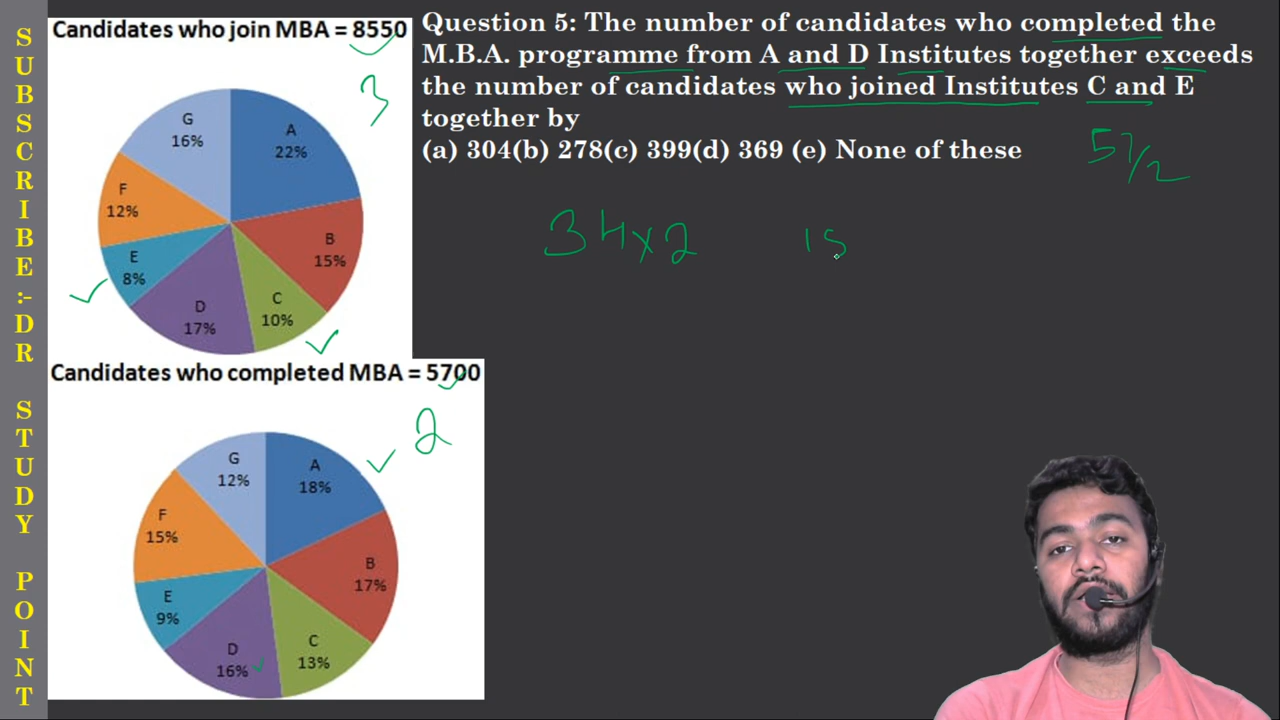 SUBSCRIBE:-DR STUDY POINT
Candidates who join MBA = 8550
3
G
16%
A
22%
F
12%
B
15%
E
8%
C
10%
D
17%
Candidates who completed MBA = 5700
2
G
12%
A
18%
F
15%
B
17%
E
9%
C
13%
D
16%
Question 5: The number of candidates who completed the
M.B.A. programme from A and D Institutes together exceeds
the number of candidates who joined Institutes C and E
together by
(a) 304(b) 278(c) 399(d) 369 (e) None of these
57/2
34x2